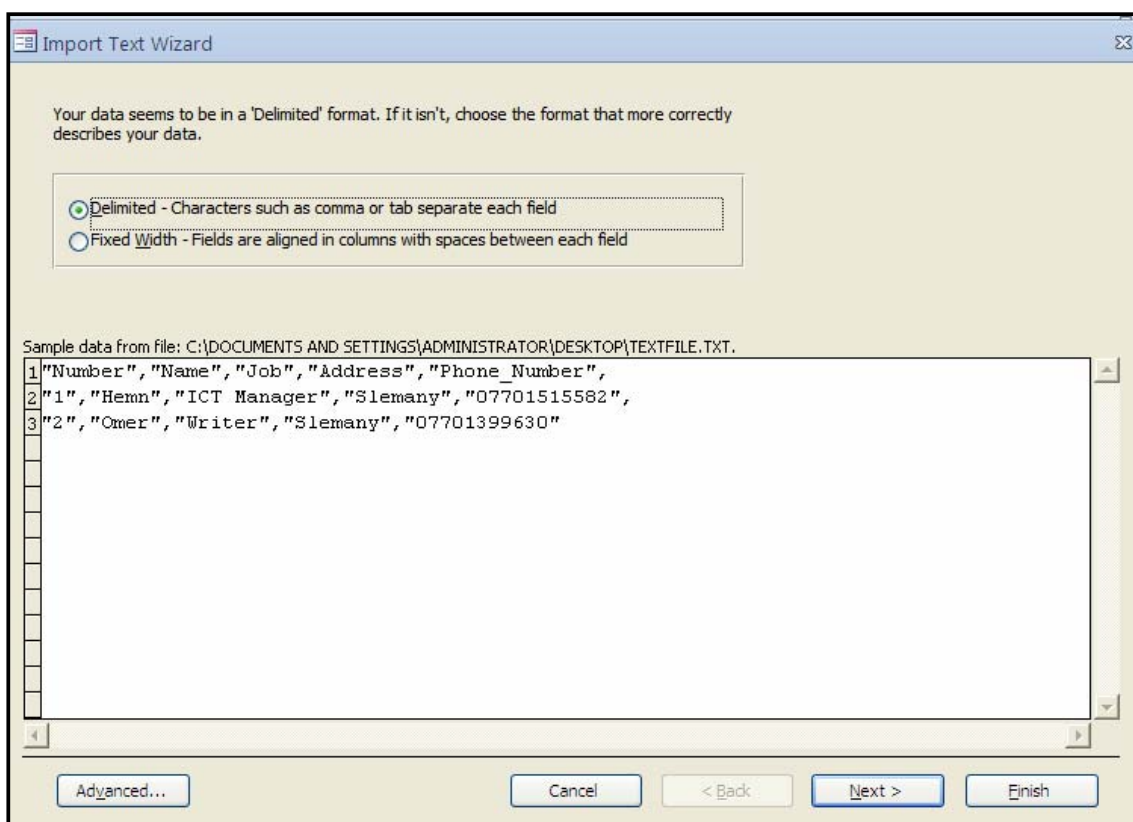 Import Text Wizard
Your data seems to be in a 'Delimited' format. If it isn't, choose the format that more correctly
describes your data.
Delimited - Characters such as comma or tab separate each field
Fixed Width - Fields are aligned in columns with spaces between each field
Sample data from file: C:\DOCUMENTS AND SETTINGS\ADMINISTRATOR\DESKTOP\TEXTFILE.TXT.
1 "Number","Name","Job","Address","Phone_Number",
2 "1","Hemn","ICT Manager","Slemany","07701515582",
3 "2","Omer","Writer","Slemany","07701399630"
Advanced... Cancel < Back Next > Finish